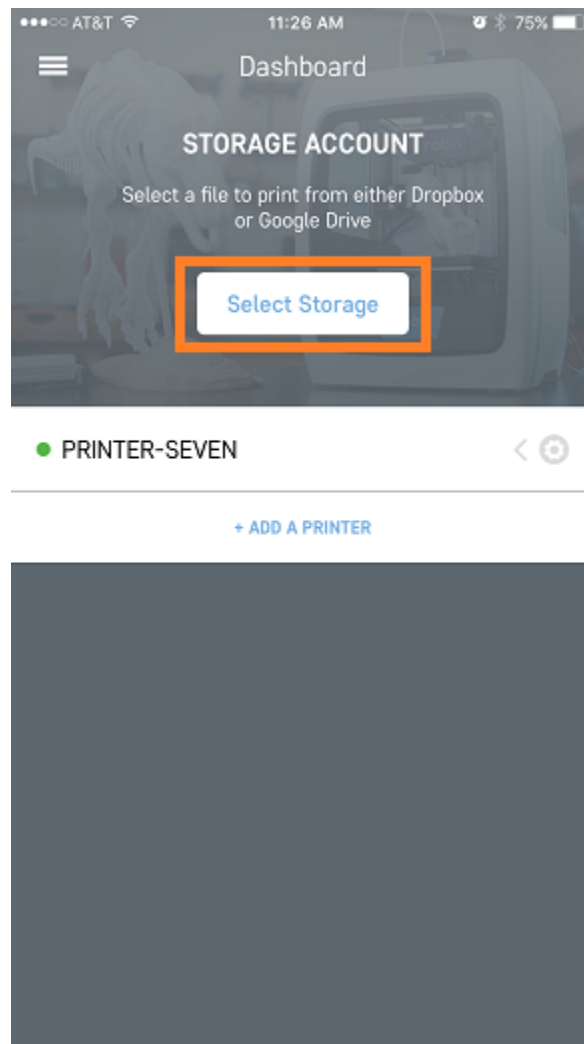 AT&T 11:26 AM 75%
Dashboard
STORAGE ACCOUNT
Select a file to print from either Dropbox
or Google Drive
Select Storage
PRINTER-SEVEN
+ ADD A PRINTER
robo